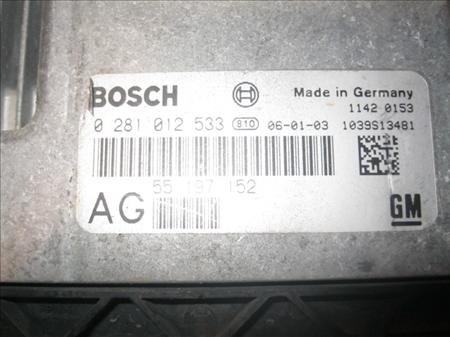 BOSCH Made in Germany
1142 0153
0 281 012 533 810 06-01-03 1039S13481
55 197 152
AG GM